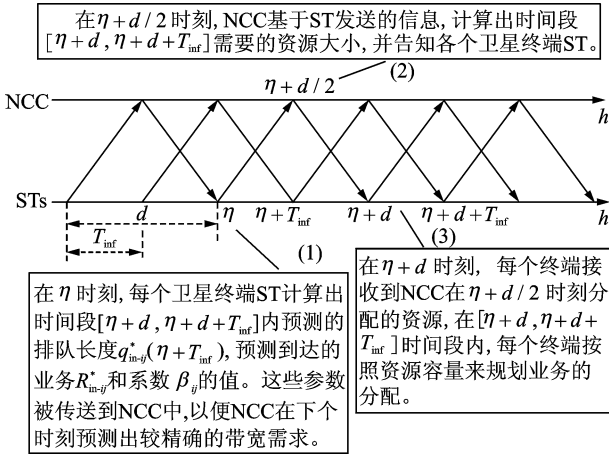 在η+d/2时刻,NCC基于ST发送的信息,计算出时间段
[η+d,η+d+T_inf]需要的资源大小,并告知各个卫星终端ST。
(2)
η+d/2
NCC
h
STs
d
η
η+T_inf
η+d
η+d+T_inf
h
T_inf
(1)
(3)
在η时刻,每个卫星终端ST计算出
时间段[η+d,η+d+T_inf]内预测的
排队长度q*_in-ij(η+T_inf),预测到达的
业务R*_in-ij和系数β_ij的值。这些参数
被传送到NCC中,以便NCC在下个
时刻预测出较精确的带宽需求。
在η+d时刻, 每个终端接
收到NCC在η+d/2时刻分
配的资源,在[η+d,η+d+
T_inf]时间段内,每个终端按
照资源容量来规划业务的
分配。